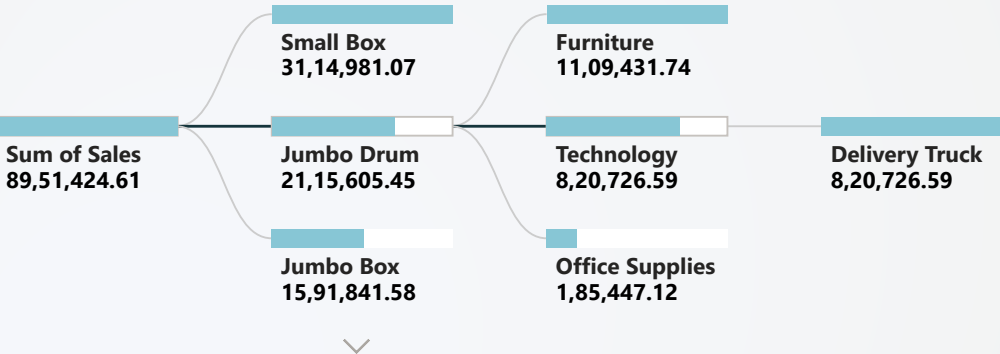 Sum of Sales
89,51,424.61
Small Box
31,14,981.07
Jumbo Drum
21,15,605.45
Jumbo Box
15,91,841.58
Furniture
11,09,431.74
Technology
8,20,726.59
Office Supplies
1,85,447.12
Delivery Truck
8,20,726.59